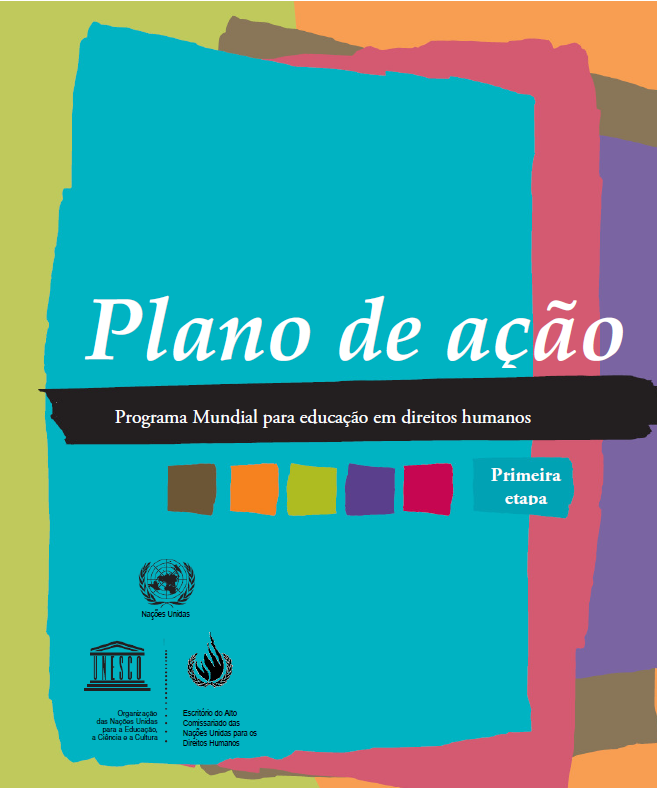 Plano de ação
Programa Mundial para educação em direitos humanos
Primeira
etapa
Nações Unidas
UNESCO
Organização
das Nações Unidas
para a Educação,
a Ciência e a Cultura
Escritório do Alto
Comissariado das
Nações Unidas para os
Direitos Humanos